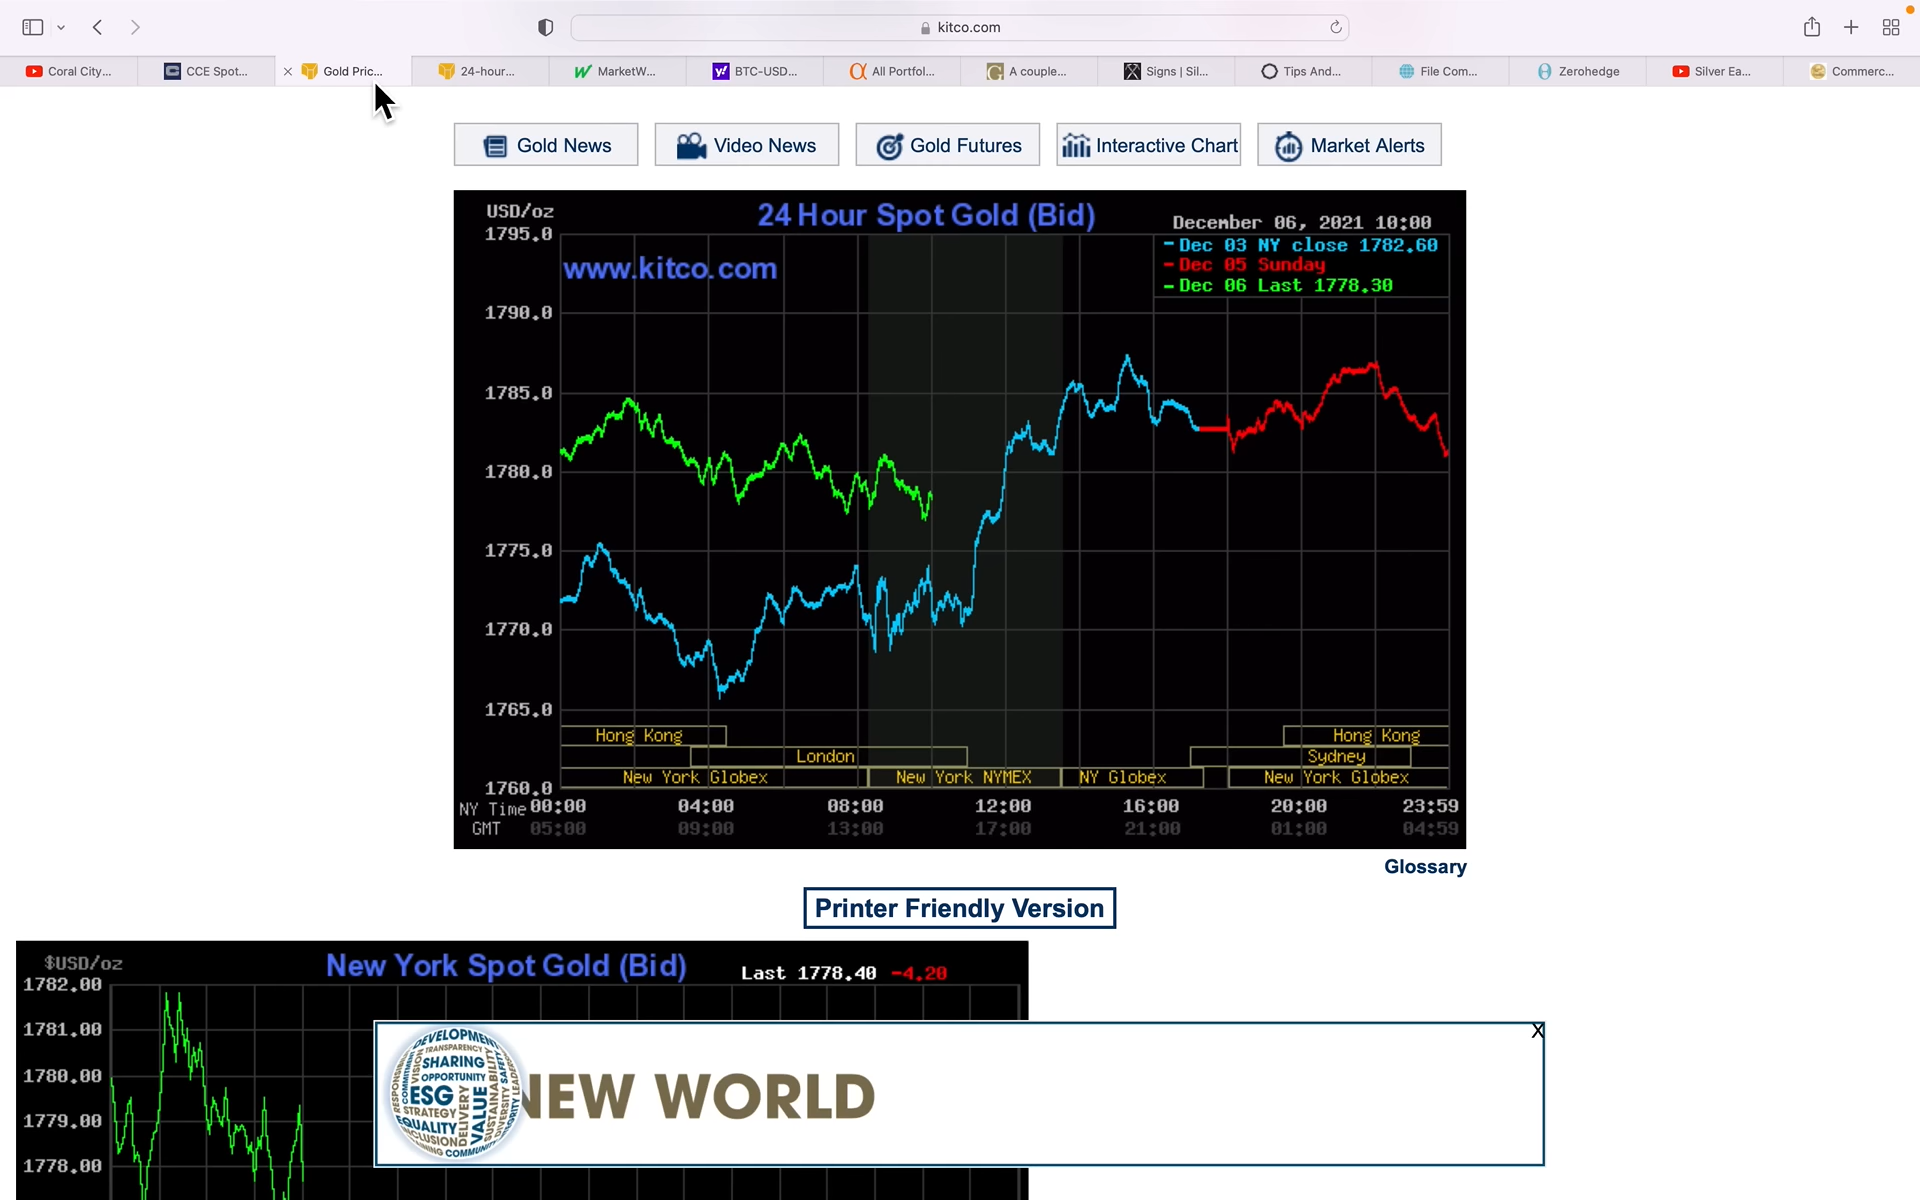 kitco.com
Coral City...
CCE Spot...
Gold Pric...
24-hour...
MarketW...
BTC-USD...
All Portfol...
A couple...
Signs | Sil...
Tips And...
File Com...
Zerohedge
Silver Ea...
Commerc...
Gold News
Video News
Gold Futures
Interactive Chart
Market Alerts
USD/oz
24 Hour Spot Gold (Bid)
December 06, 2021 10:00
Dec 03 NY close 1782.60
Dec 05 Sunday
Dec 06 Last 1778.30
www.kitco.com
1795.0
1790.0
1785.0
1780.0
1775.0
1770.0
1765.0
1760.0
Hong Kong
Hong Kong
London
Sydney
New York Globex
New York NYMEX
NY Globex
New York Globex
NY Time 00:00 04:00 08:00 12:00 16:00 20:00 23:59
GMT 05:00 09:00 13:00 17:00 21:00 01:00 04:59
Glossary
Printer Friendly Version
$USD/oz
New York Spot Gold (Bid)
Last 1778.40 -4.20
1782.00
1781.00
1780.00
1779.00
1778.00
X
DEVELOPMENT
TRANSPARENCY
SHARING
OPPORTUNITY
ESG
STRATEGY
EQUALITY
INCLUSION
DELIVERY
VALUE
SUSTAINABILITY
NEW WORLD